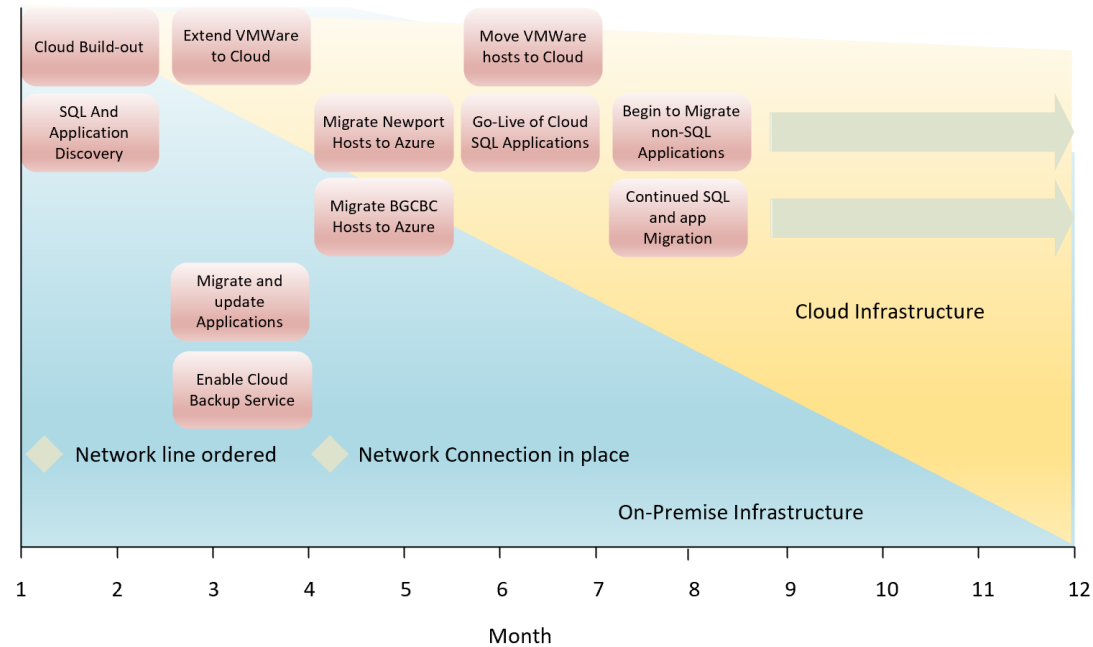 Cloud Build-out
Extend VMWare
to Cloud
Move VMWare
hosts to Cloud
SQL And
Application
Discovery
Migrate Newport
Hosts to Azure
Go-Live of Cloud
SQL Applications
Begin to Migrate
non-SQL
Applications
Migrate BGCBC
Hosts to Azure
Continued SQL
and app
Migration
Migrate and
update
Applications
Cloud Infrastructure
Enable Cloud
Backup Service
Network line ordered
Network Connection in place
On-Premise Infrastructure
1 2 3 4 5 6 7 8 9 10 11 12
Month